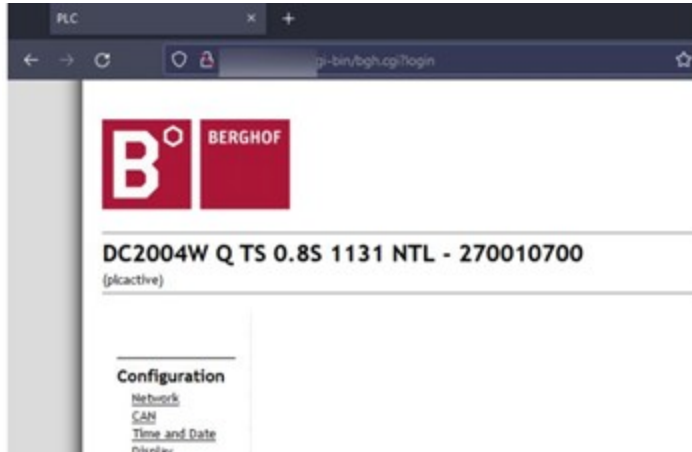 PLC
gi-bin/bgh.cgi?login
B
BERGHOF
DC2004W Q TS 0.8S 1131 NTL - 270010700
(plcactive)
Configuration
Network
CAN
Time and Date
Display